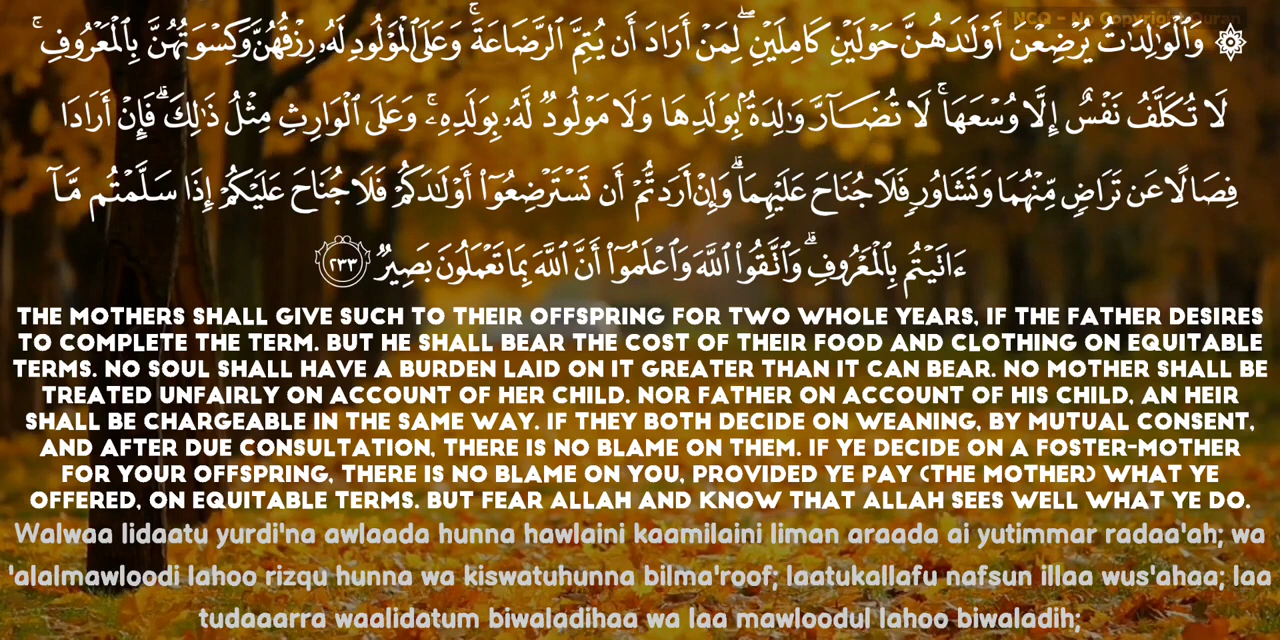 NCQ - No Copyright Quran
۞ وَٱلْوَٰلِدَٰتُ يُرْضِعْنَ أَوْلَـٰدَهُنَّ حَوْلَيْنِ كَامِلَيْنِ ۖ لِمَنْ أَرَادَ أَن يُتِمَّ ٱلرَّضَاعَةَ ۚ وَعَلَى ٱلْمَوْلُودِ لَهُۥ رِزْقُهُنَّ وَكِسْوَتُهُنَّ بِٱلْمَعْرُوفِ ۚ
لَا تُكَلَّفُ نَفْسٌ إِلَّا وُسْعَهَا ۚ لَا تُضَآرَّ وَٰلِدَةٌۢ بِوَلَدِهَا وَلَا مَوْلُودٌ لَّهُۥ بِوَلَدِهِۦ ۚ وَعَلَى ٱلْوَارِثِ مِثْلُ ذَٰلِكَ ۗ فَإِنْ أَرَادَا
فِصَالًا عَن تَرَاضٍ مِّنْهُمَا وَتَشَاوُرٍ فَلَا جُنَاحَ عَلَيْهِمَا ۗ وَإِنْ أَرَدتُّمْ أَن تَسْتَرْضِعُوٓا۟ أَوْلَـٰدَكُمْ فَلَا جُنَاحَ عَلَيْكُمْ إِذَا سَلَّمْتُم مَّآ
ءَاتَيْتُم بِٱلْمَعْرُوفِ ۗ وَٱتَّقُوا۟ ٱللَّهَ وَٱعْلَمُوٓا۟ أَنَّ ٱللَّهَ بِمَا تَعْمَلُونَ بَصِيرٌ ٢٣٣
THE MOTHERS SHALL GIVE SUCH TO THEIR OFFSPRING FOR TWO WHOLE YEARS, IF THE FATHER DESIRES
TO COMPLETE THE TERM. BUT HE SHALL BEAR THE COST OF THEIR FOOD AND CLOTHING ON EQUITABLE
TERMS. NO SOUL SHALL HAVE A BURDEN LAID ON IT GREATER THAN IT CAN BEAR. NO MOTHER SHALL BE
TREATED UNFAIRLY ON ACCOUNT OF HER CHILD. NOR FATHER ON ACCOUNT OF HIS CHILD, AN HEIR
SHALL BE CHARGEABLE IN THE SAME WAY. IF THEY BOTH DECIDE ON WEANING, BY MUTUAL CONSENT,
AND AFTER DUE CONSULTATION, THERE IS NO BLAME ON THEM. IF YE DECIDE ON A FOSTER-MOTHER
FOR YOUR OFFSPRING, THERE IS NO BLAME ON YOU, PROVIDED YE PAY (THE MOTHER) WHAT YE
OFFERED, ON EQUITABLE TERMS. BUT FEAR ALLAH AND KNOW THAT ALLAH SEES WELL WHAT YE DO.
Walwaa lidaatu yurdi'na awlaada hunna hawlaini kaamilaini liman araada ai yutimmar radaa'ah; wa
'alalmawloodi lahoo rizqu hunna wa kiswatuhunna bilma'roof; laatukallafu nafsun illaa wus'ahaa; laa
tudaaarra waalidatum biwaladihaa wa laa mawloodul lahoo biwaladih;